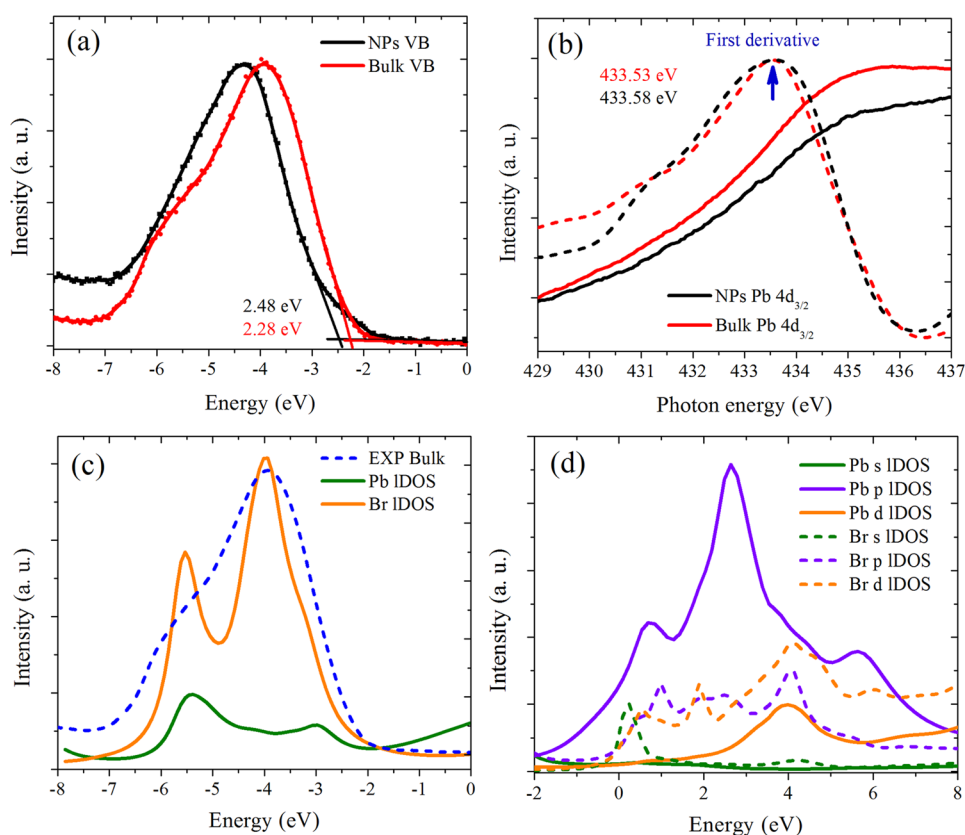 (a)
NPs VB
Bulk VB
2.48 eV
2.28 eV
Inensity (a. u.)
-8 -7 -6 -5 -4 -3 -2 -1 0
Energy (eV)
(b)
First derivative
433.53 eV
433.58 eV
NPs Pb 4d3/2
Bulk Pb 4d3/2
Intensity (a. u.)
429 430 431 432 433 434 435 436 437
Photon energy (eV)
(c)
EXP Bulk
Pb lDOS
Br lDOS
Intensity (a. u.)
-8 -7 -6 -5 -4 -3 -2 -1 0
Energy (eV)
(d)
Pb s lDOS
Pb p lDOS
Pb d lDOS
Br s lDOS
Br p lDOS
Br d lDOS
Intensity (a. u.)
-2 0 2 4 6 8
Energy (eV)